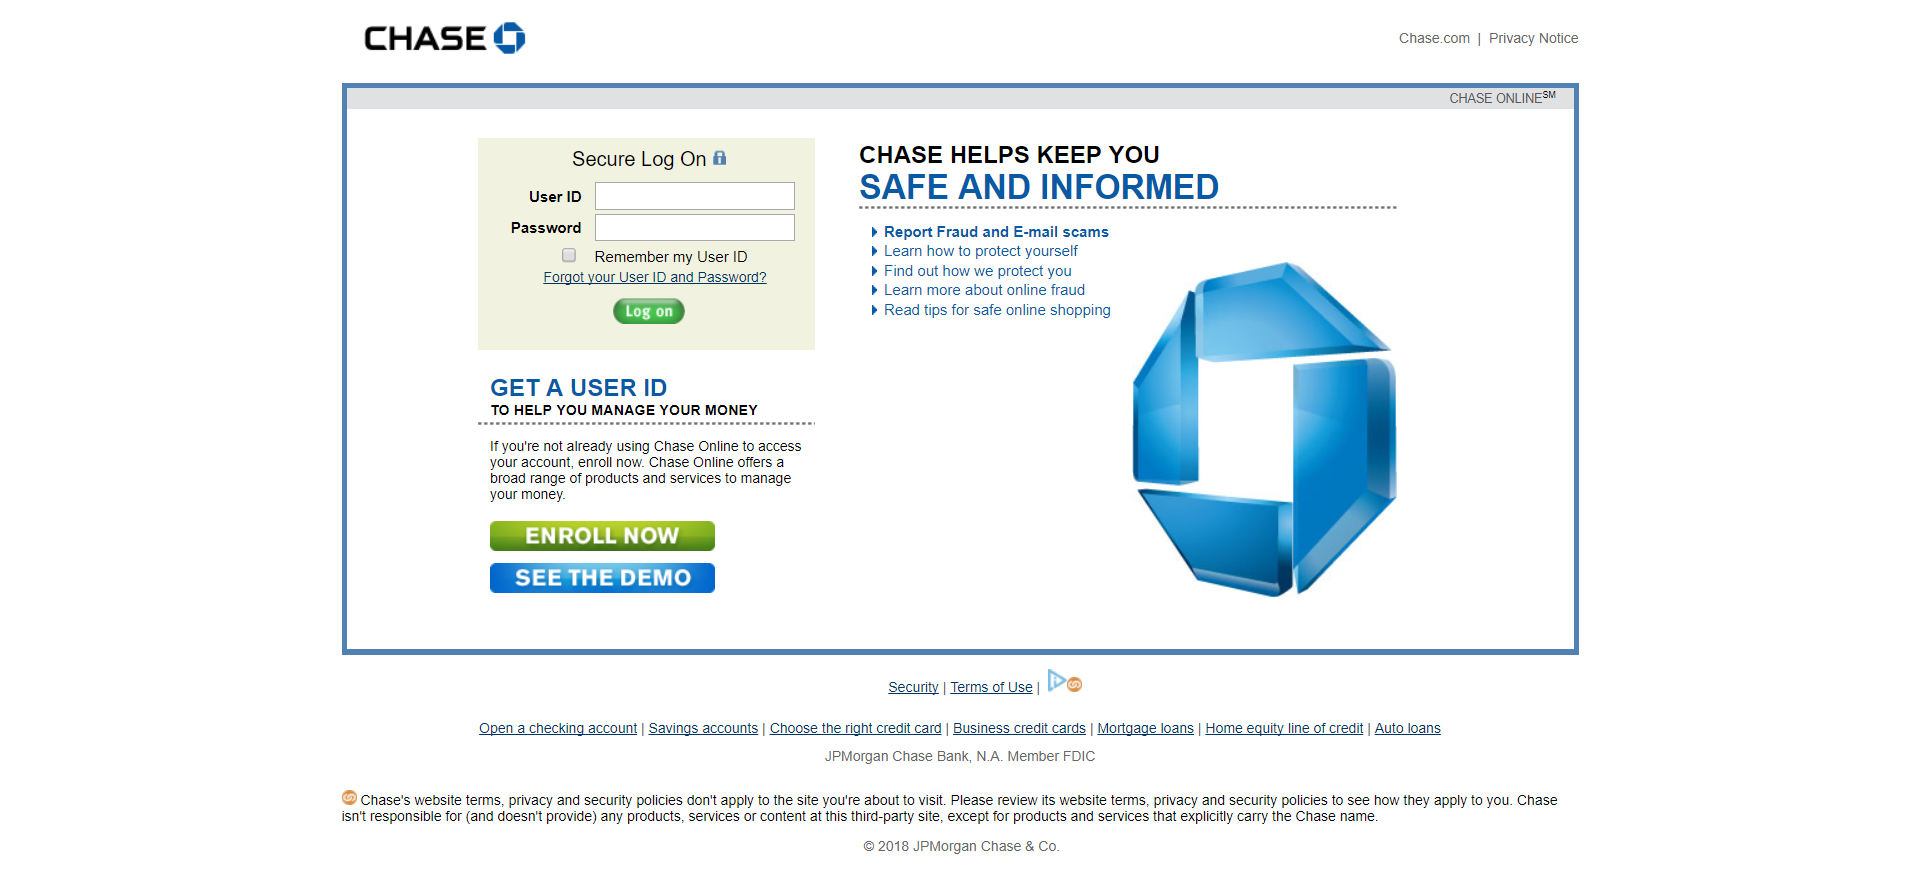 CHASE
Chase.com | Privacy Notice
CHASE ONLINE℠
Secure Log On
User ID
Password
Remember my User ID
Forgot your User ID and Password?
Log on
GET A USER ID
TO HELP YOU MANAGE YOUR MONEY
If you're not already using Chase Online to access
your account, enroll now. Chase Online offers a
broad range of products and services to manage
your money.
ENROLL NOW
SEE THE DEMO
CHASE HELPS KEEP YOU
SAFE AND INFORMED
Report Fraud and E-mail scams
Learn how to protect yourself
Find out how we protect you
Learn more about online fraud
Read tips for safe online shopping
Security | Terms of Use |
Open a checking account | Savings accounts | Choose the right credit card | Business credit cards | Mortgage loans | Home equity line of credit | Auto loans
JPMorgan Chase Bank, N.A. Member FDIC
Chase's website terms, privacy and security policies don't apply to the site you're about to visit. Please review its website terms, privacy and security policies to see how they apply to you. Chase
isn't responsible for (and doesn't provide) any products, services or content at this third-party site, except for products and services that explicitly carry the Chase name.
© 2018 JPMorgan Chase & Co.